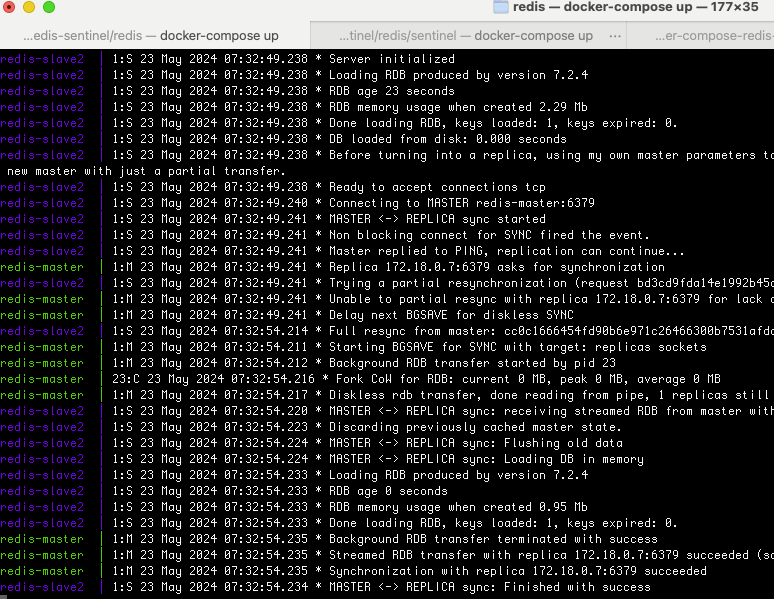 redis — docker-compose up — 177×35
...edis-sentinel/redis — docker-compose up
...tinel/redis/sentinel — docker-compose up ...
...er-compose-redis-
redis-slave2 | 1:S 23 May 2024 07:32:49.238 * Server initialized
redis-slave2 | 1:S 23 May 2024 07:32:49.238 * Loading RDB produced by version 7.2.4
redis-slave2 | 1:S 23 May 2024 07:32:49.238 * RDB age 23 seconds
redis-slave2 | 1:S 23 May 2024 07:32:49.238 * RDB memory usage when created 2.29 Mb
redis-slave2 | 1:S 23 May 2024 07:32:49.238 * Done loading RDB, keys loaded: 1, keys expired: 0.
redis-slave2 | 1:S 23 May 2024 07:32:49.238 * DB loaded from disk: 0.000 seconds
redis-slave2 | 1:S 23 May 2024 07:32:49.238 * Before turning into a replica, using my own master parameters to
new master with just a partial transfer.
redis-slave2 | 1:S 23 May 2024 07:32:49.238 * Ready to accept connections tcp
redis-slave2 | 1:S 23 May 2024 07:32:49.240 * Connecting to MASTER redis-master:6379
redis-slave2 | 1:S 23 May 2024 07:32:49.241 * MASTER <-> REPLICA sync started
redis-slave2 | 1:S 23 May 2024 07:32:49.241 * Non blocking connect for SYNC fired the event.
redis-slave2 | 1:S 23 May 2024 07:32:49.241 * Master replied to PING, replication can continue...
redis-master | 1:M 23 May 2024 07:32:49.241 * Replica 172.18.0.7:6379 asks for synchronization
redis-slave2 | 1:S 23 May 2024 07:32:49.241 * Trying a partial resynchronization (request bd3cd9fda14e1992b45d
redis-master | 1:M 23 May 2024 07:32:49.241 * Unable to partial resync with replica 172.18.0.7:6379 for lack o
redis-master | 1:M 23 May 2024 07:32:49.241 * Delay next BGSAVE for diskless SYNC
redis-slave2 | 1:S 23 May 2024 07:32:54.214 * Full resync from master: cc0c1666454fd90b6e971c26466300b7531afdd
redis-master | 1:M 23 May 2024 07:32:54.211 * Starting BGSAVE for SYNC with target: replicas sockets
redis-master | 1:M 23 May 2024 07:32:54.212 * Background RDB transfer started by pid 23
redis-master | 23:C 23 May 2024 07:32:54.216 * Fork CoW for RDB: current 0 MB, peak 0 MB, average 0 MB
redis-master | 1:M 23 May 2024 07:32:54.217 * Diskless rdb transfer, done reading from pipe, 1 replicas still
redis-slave2 | 1:S 23 May 2024 07:32:54.220 * MASTER <-> REPLICA sync: receiving streamed RDB from master with
redis-slave2 | 1:S 23 May 2024 07:32:54.223 * Discarding previously cached master state.
redis-slave2 | 1:S 23 May 2024 07:32:54.224 * MASTER <-> REPLICA sync: Flushing old data
redis-slave2 | 1:S 23 May 2024 07:32:54.224 * MASTER <-> REPLICA sync: Loading DB in memory
redis-slave2 | 1:S 23 May 2024 07:32:54.233 * Loading RDB produced by version 7.2.4
redis-slave2 | 1:S 23 May 2024 07:32:54.233 * RDB age 0 seconds
redis-slave2 | 1:S 23 May 2024 07:32:54.233 * RDB memory usage when created 0.95 Mb
redis-slave2 | 1:S 23 May 2024 07:32:54.233 * Done loading RDB, keys loaded: 1, keys expired: 0.
redis-master | 1:M 23 May 2024 07:32:54.235 * Background RDB transfer terminated with success
redis-master | 1:M 23 May 2024 07:32:54.235 * Streamed RDB transfer with replica 172.18.0.7:6379 succeeded (so
redis-master | 1:M 23 May 2024 07:32:54.235 * Synchronization with replica 172.18.0.7:6379 succeeded
redis-slave2 | 1:S 23 May 2024 07:32:54.234 * MASTER <-> REPLICA sync: Finished with success